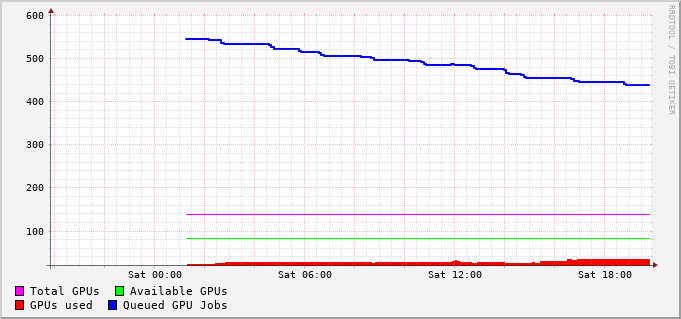 RRDTOOL / TOBI OETIKER
600
500
400
300
200
100
Sat 00:00 Sat 06:00 Sat 12:00 Sat 18:00
Total GPUs Available GPUs
GPUs used Queued GPU Jobs